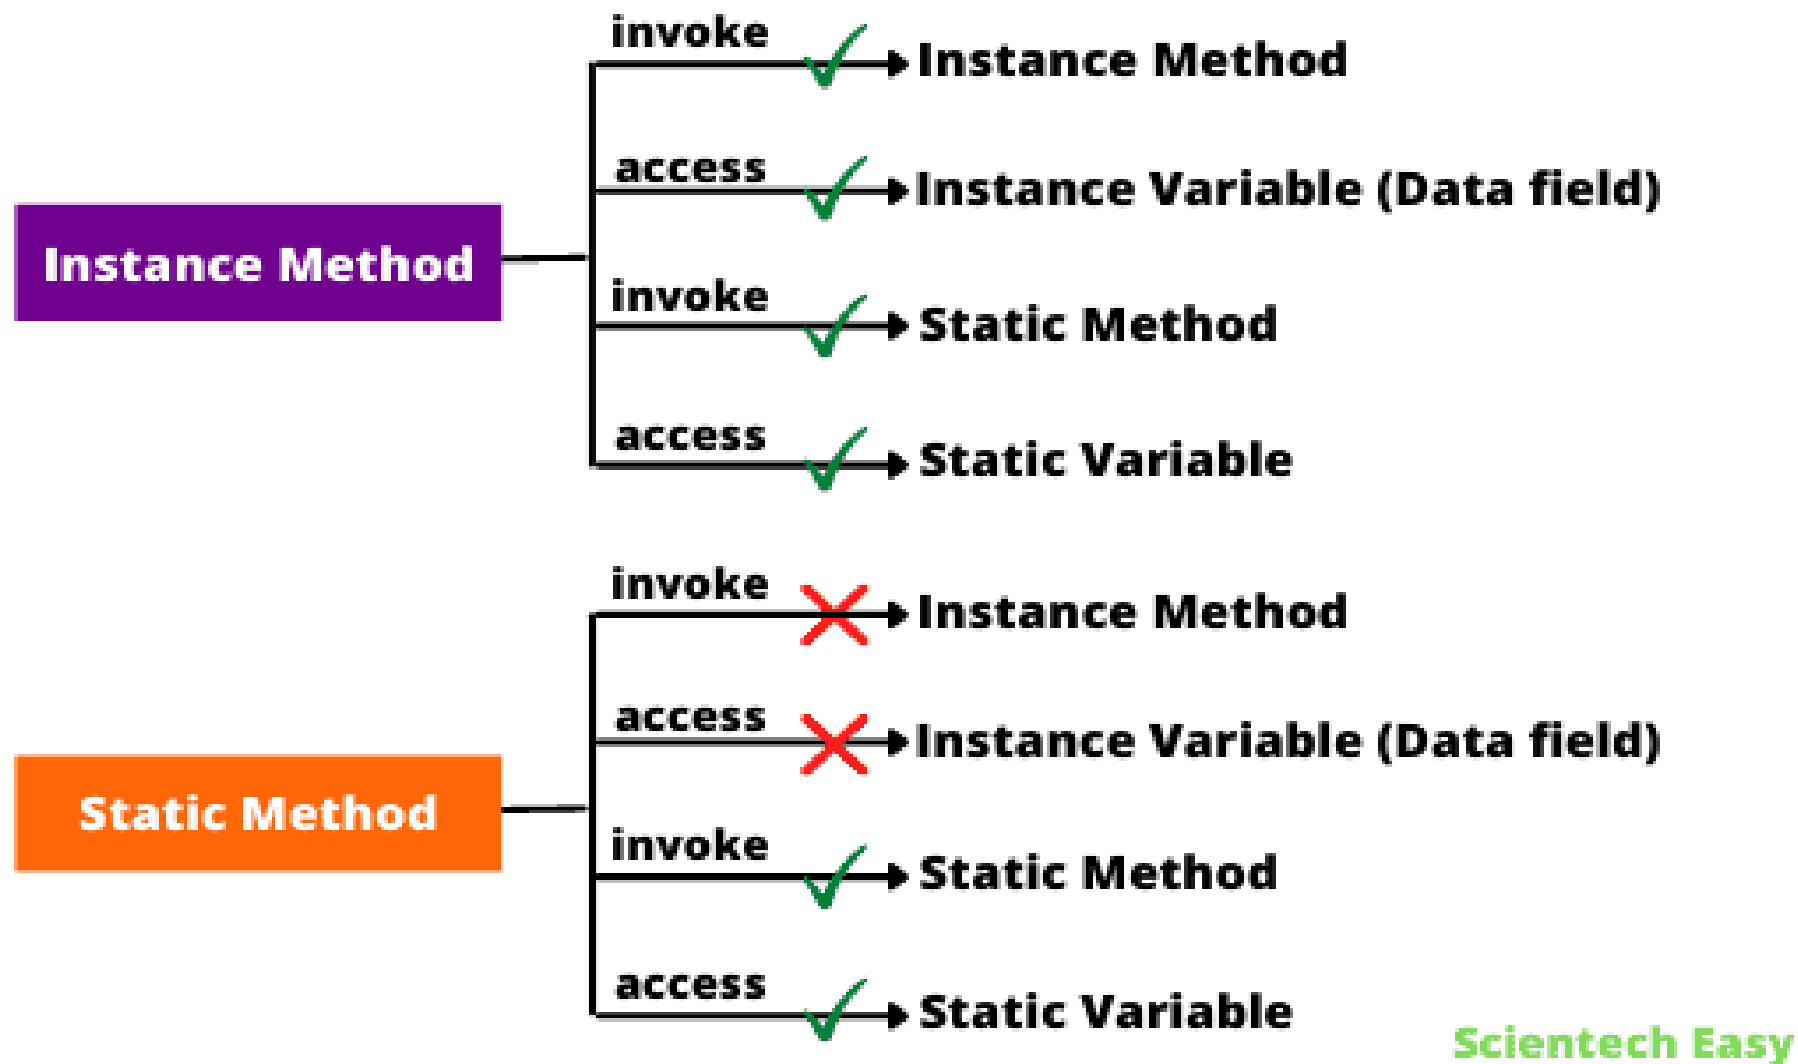 invoke
Instance Method
access
Instance Variable (Data field)
Instance Method
invoke
Static Method
access
Static Variable
invoke
Instance Method
access
Instance Variable (Data field)
Static Method
invoke
Static Method
access
Static Variable
Scientech Easy